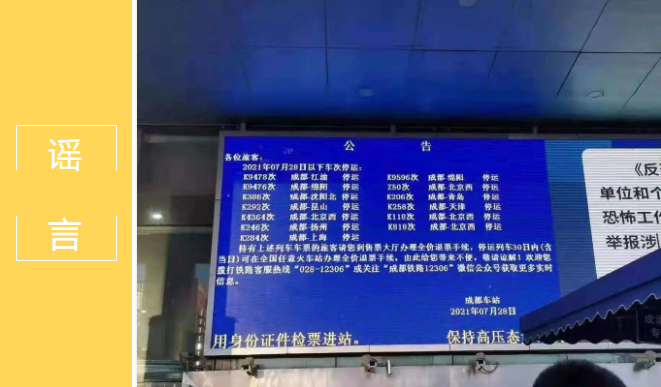 谣
言
公 告
各位旅客:
2021年07月28日以下车次停运:
K9478次 成都-江油 停运 K9596次 成都-绵阳 停运
K9476次 成都-绵阳 停运 Z50次 成都-北京西 停运
K386次 成都-沈阳北 停运 K206次 成都-青岛 停运
K292次 成都-昆山 停运 K258次 成都-天津 停运
K4364次 成都-北京西 停运 K118次 成都-北京西 停运
K246次 成都-扬州 停运 K818次 成都-北京西 停运
K284次 成都-上海 停运
持有上述列车车票的旅客请您到售票大厅办理全价退票手续,停运列车30日内(含
当日)可在全国任意火车站办理全价退票手续,由此给您带来不便,敬请谅解!欢迎您
拨打铁路客服热线“028-12306”或关注“成都铁路12306”微信公众号获取更多实时
信息。
成都车站
2021年07月28日
用身份证件检票进站。 保持高压态
《反
单位和个
恐怖工作
举报涉